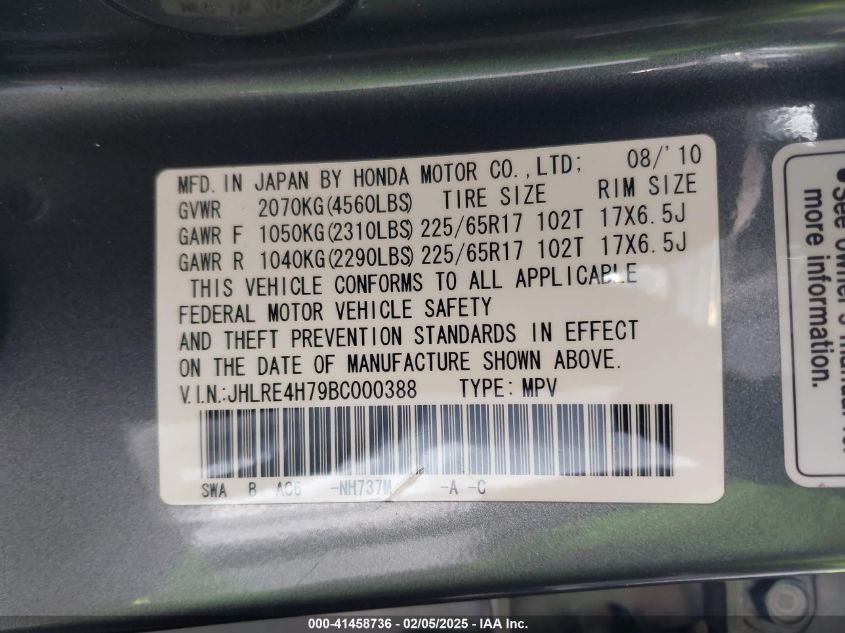 MFD. IN JAPAN BY HONDA MOTOR CO., LTD; 08/'10
GVWR 2070KG(4560LBS) TIRE SIZE RIM SIZE
GAWR F 1050KG(2310LBS) 225/65R17 102T 17X6.5J
GAWR R 1040KG(2290LBS) 225/65R17 102T 17X6.5J
THIS VEHICLE CONFORMS TO ALL APPLICABLE
FEDERAL MOTOR VEHICLE SAFETY
AND THEFT PREVENTION STANDARDS IN EFFECT
ON THE DATE OF MANUFACTURE SHOWN ABOVE.
V.I.N.:JHLRE4H79BC000388 TYPE: MPV
SWA B AC6 -NH737M -A -C
●See owner's manual for
more information.
000-41458736 - 02/05/2025 - IAA Inc.